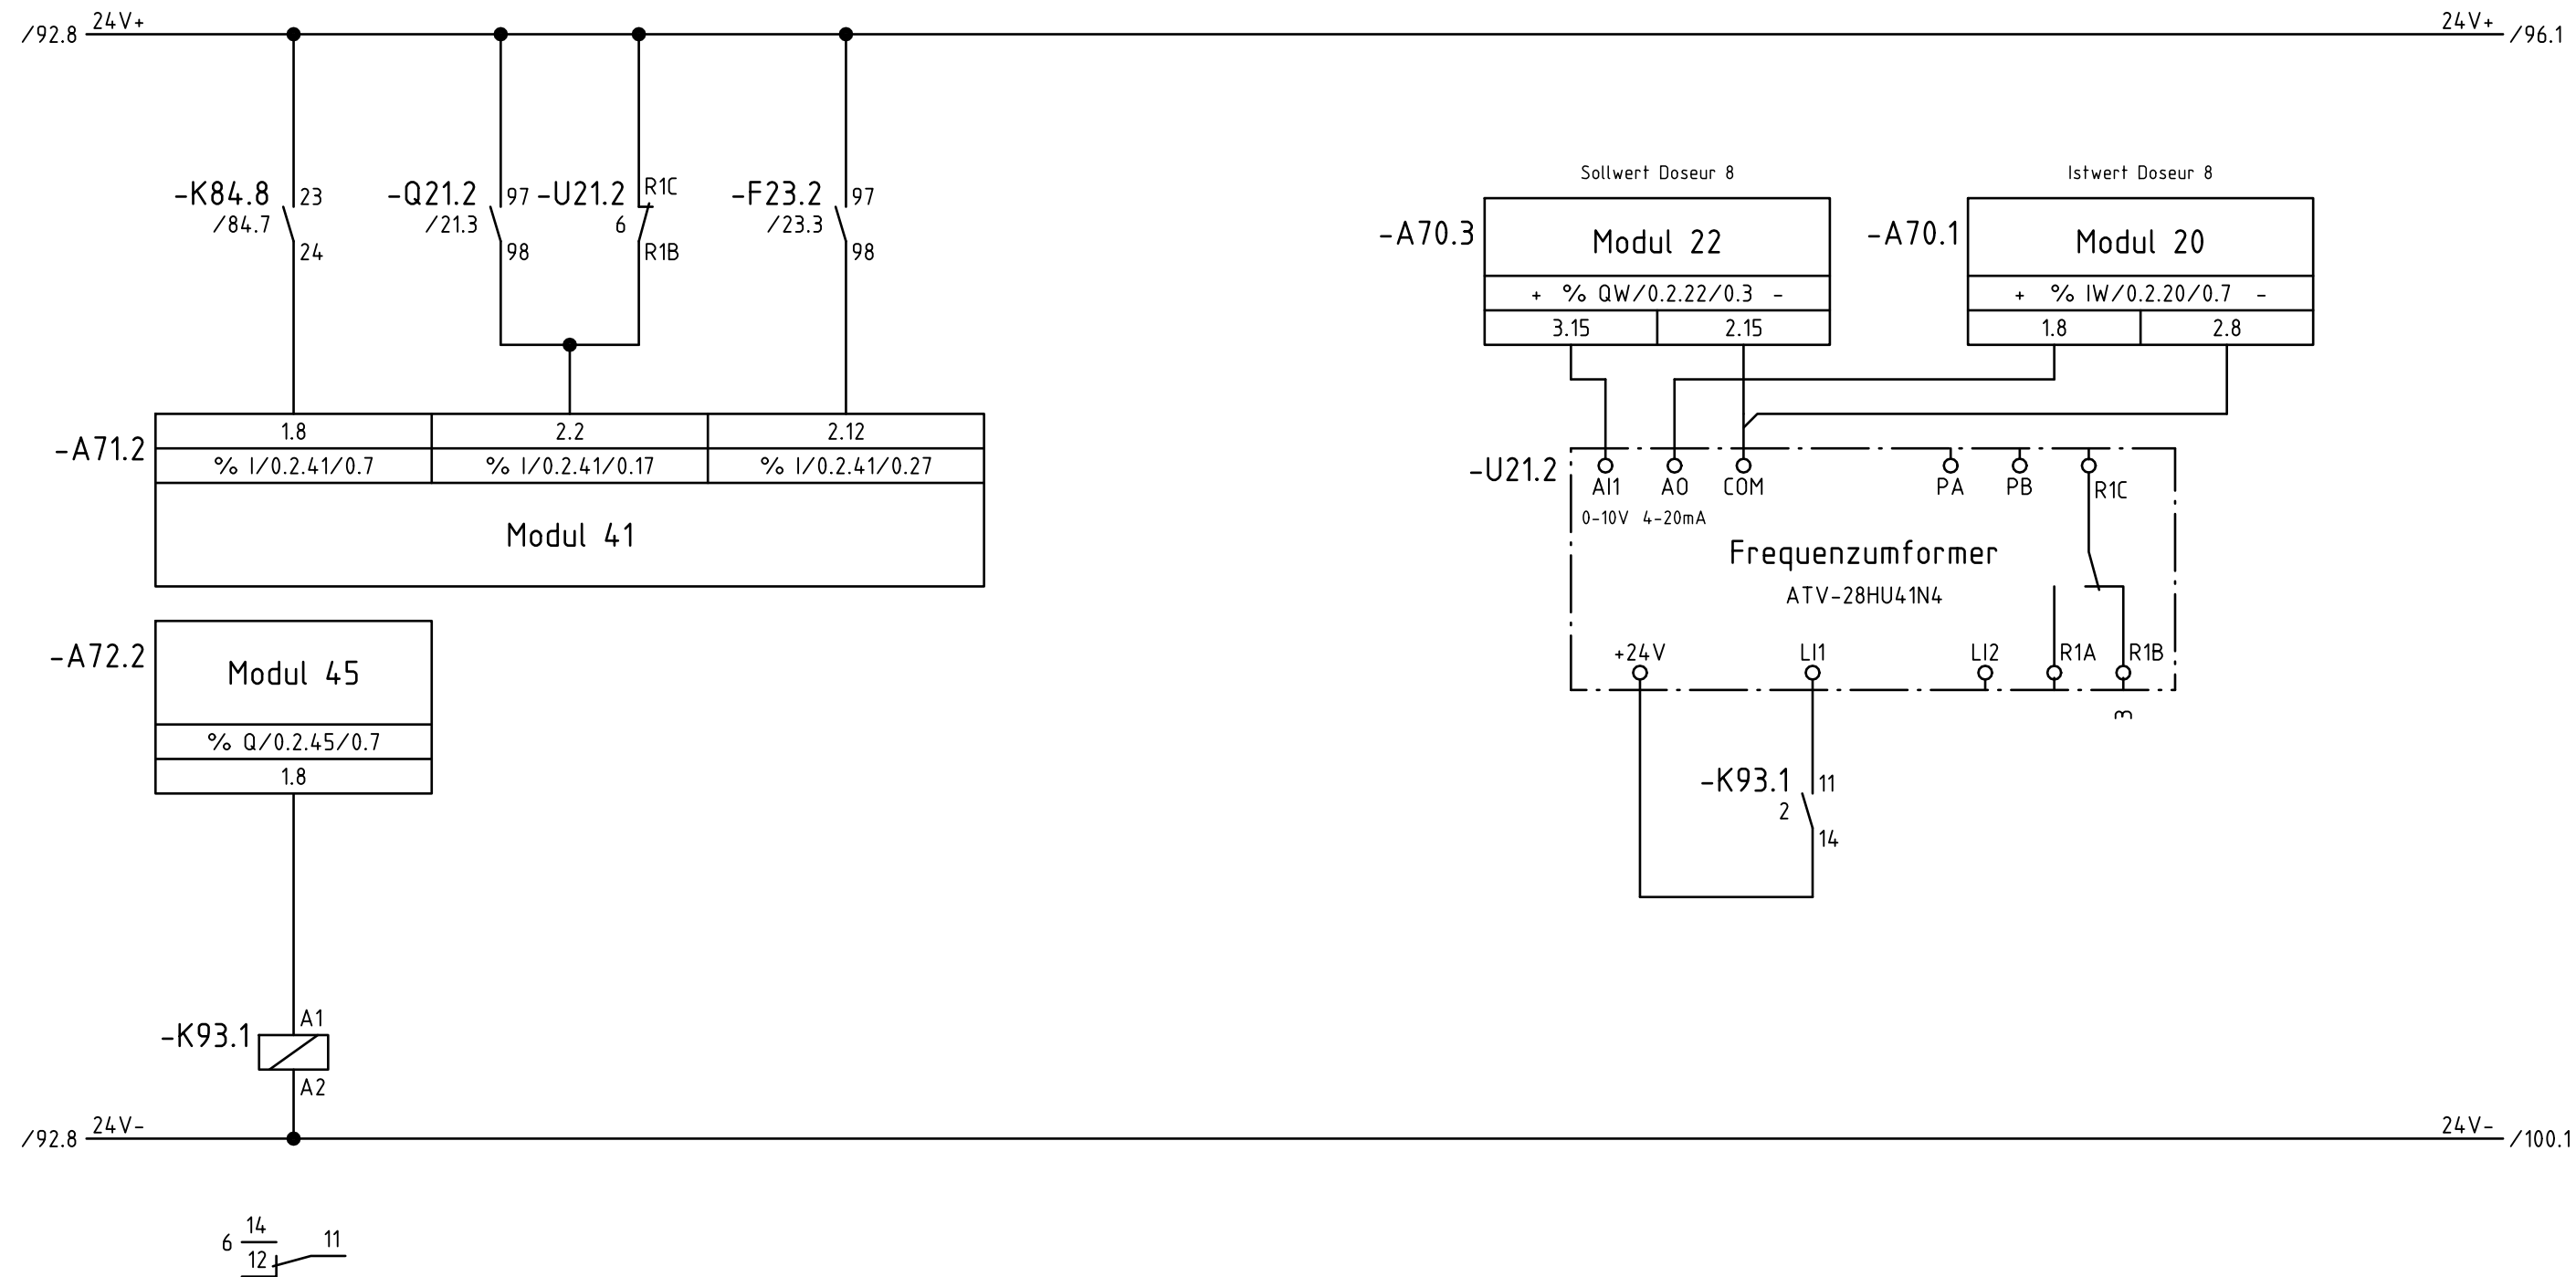 24V+
/92.8
24V+
/96.1
-K84.8
/84.7
23
24
-Q21.2
/21.3
97
98
-U21.2
6
R1C
R1B
-F23.2
/23.3
97
98
-A71.2
1.8
2.2
2.12
% I/0.2.41/0.7
% I/0.2.41/0.17
% I/0.2.41/0.27
Modul 41
-A72.2
Modul 45
% Q/0.2.45/0.7
1.8
-K93.1
A1
A2
Sollwert Doseur 8
-A70.3
Modul 22
+ % QW/0.2.22/0.3 -
3.15
2.15
Istwert Doseur 8
-A70.1
Modul 20
+ % IW/0.2.20/0.7 -
1.8
2.8
-U21.2
AI1
AO
COM
PA
PB
R1C
0-10V
4-20mA
Frequenzumformer
ATV-28HU41N4
+24V
LI1
LI2
R1A
R1B
3
-K93.1
2
11
14
24V-
/92.8
24V-
/100.1
6
14
12
11